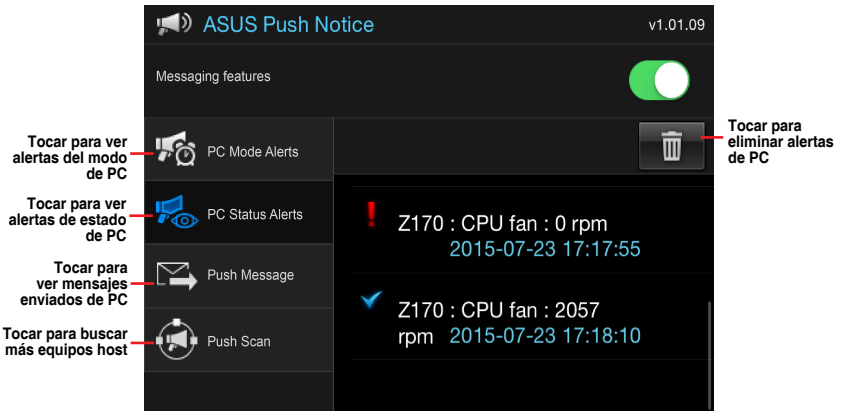 ASUS Push Notice
v1.01.09
Messaging features
Tocar para ver
alertas del modo
de PC
PC Mode Alerts
Tocar para
eliminar alertas
de PC
Tocar para ver
alertas de estado
de PC
PC Status Alerts
Z170 : CPU fan : 0 rpm
2015-07-23 17:17:55
Tocar para
ver mensajes
enviados de PC
Push Message
Z170 : CPU fan : 2057
rpm 2015-07-23 17:18:10
Tocar para buscar
más equipos host
Push Scan